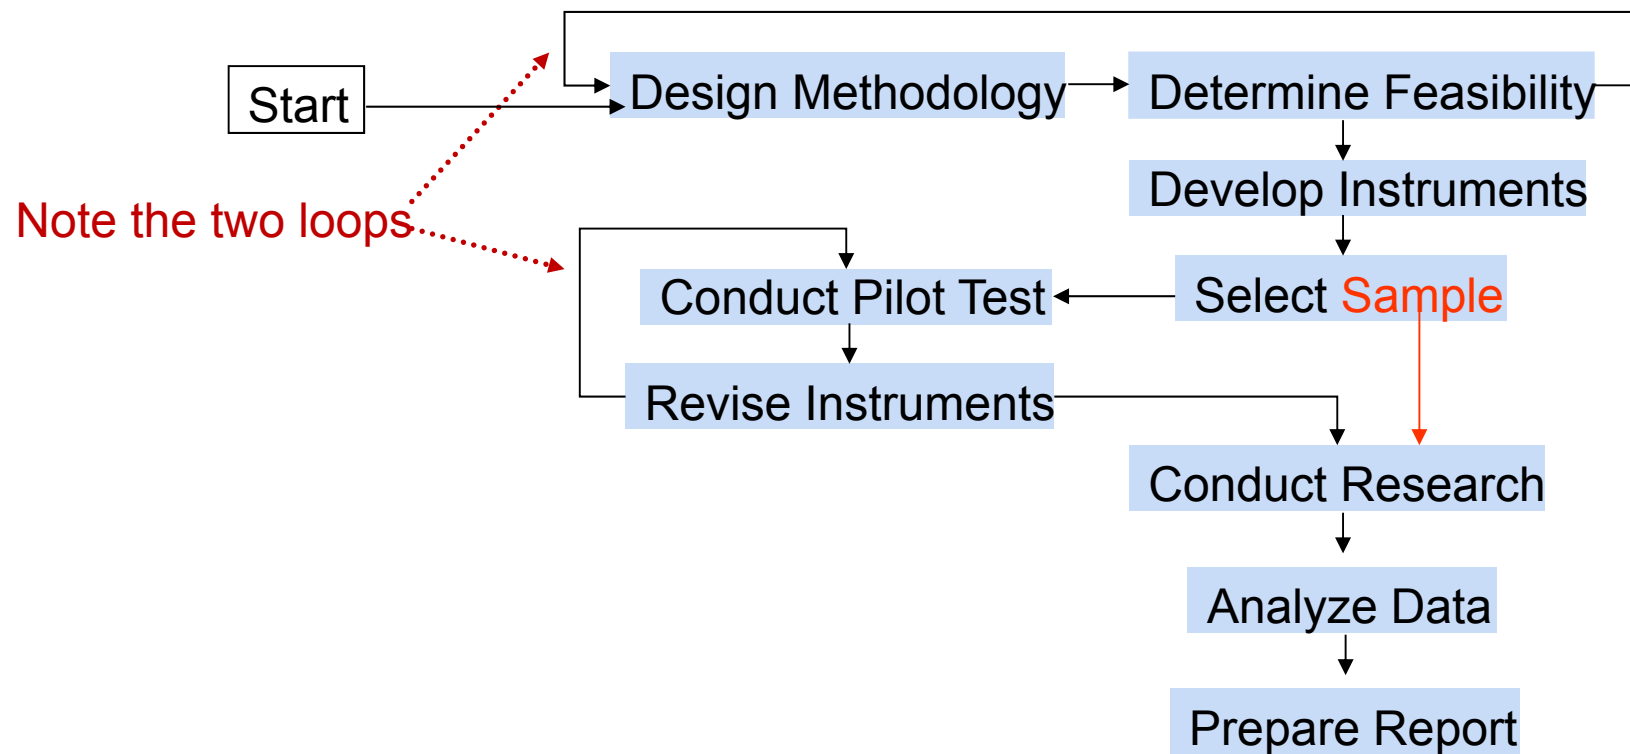 Start
Design Methodology
Determine Feasibility
Develop Instruments
Note the two loops
Conduct Pilot Test
Select Sample
Revise Instruments
Conduct Research
Analyze Data
Prepare Report